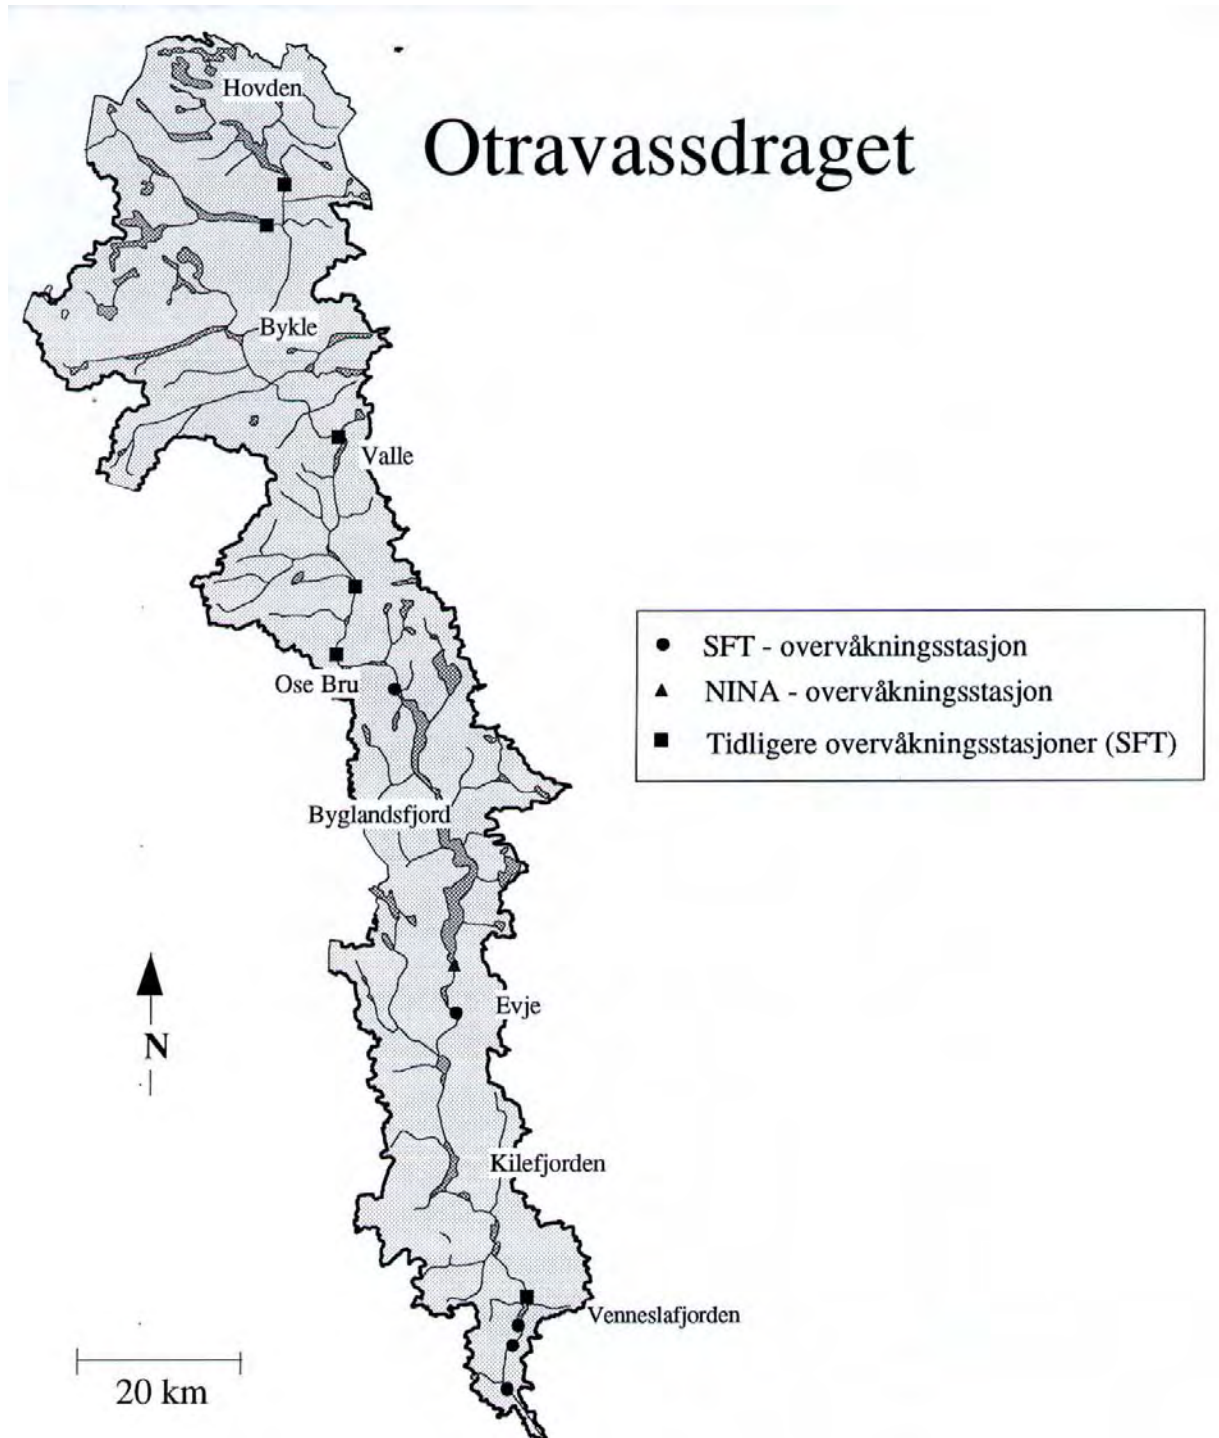 Hovden
Otravassdraget
Bykle
Valle
SFT - overvåkningsstasjon
NINA - overvåkningsstasjon
Tidligere overvåkningsstasjoner (SFT)
Ose Bru
Byglandsfjord
Evje
N
Kilefjorden
Venneslafjorden
20 km